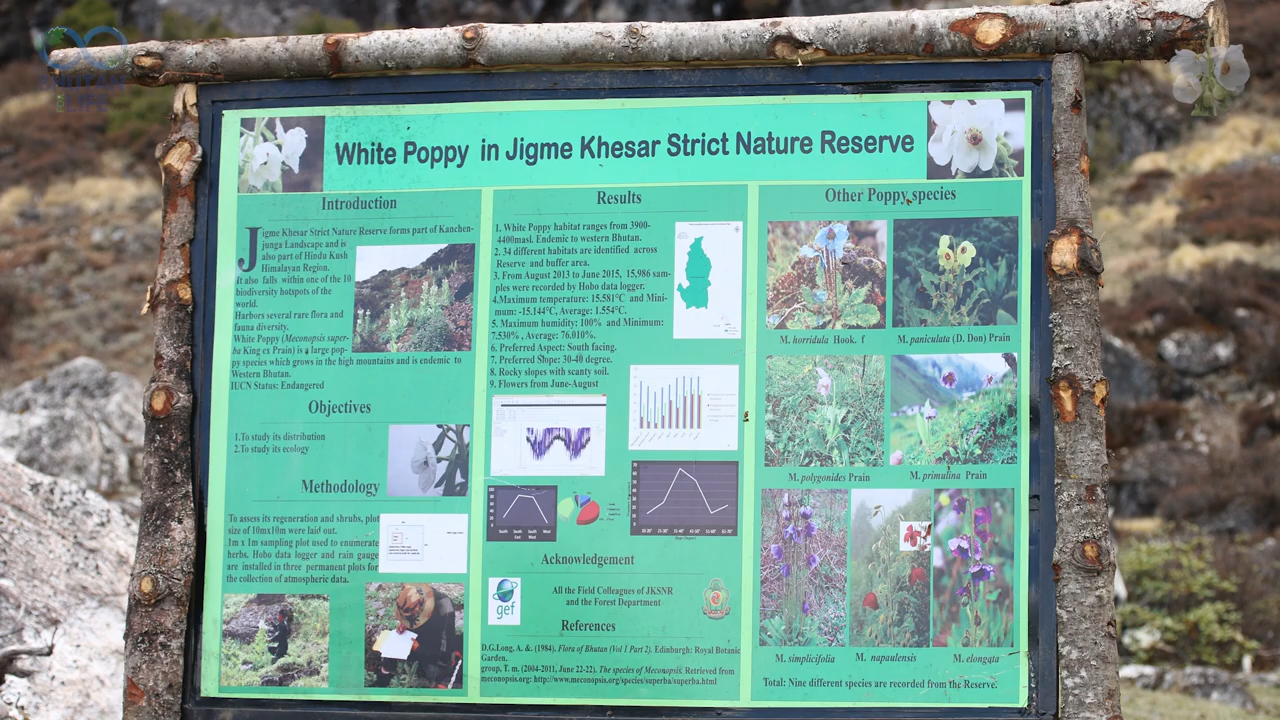 BHUTAN
FOR
LIFE
White Poppy in Jigme Khesar Strict Nature Reserve
Introduction
Jigme Khesar Strict Nature Reserve forms part of Kanchen-
junga Landscape and is
also part of Hindu Kush
Himalayan Region.
It also falls within one of the 10
biodiversity hotspots of the
world.
Harbors several rare flora and
fauna diversity.
White Poppy (Meconopsis super-
ba King ex Prain) is a large pop-
py species which grows in the high mountains and is endemic to
Western Bhutan.
IUCN Status: Endangered
Objectives
1.To study its distribution
2.To study its ecology
Methodology
To assess its regeneration and shrubs, plot
size of 10mx10m were laid out.
1m x 1m sampling plot used to enumerate
herbs. Hobo data logger and rain gauge
are installed in three permanent plots for
the collection of atmospheric data.
Results
1. White Poppy habitat ranges from 3900-
4400masl. Endemic to western Bhutan.
2. 34 different habitats are identified across
Reserve and buffer area.
3. From August 2013 to June 2015, 15,986 sam-
ples were recorded by Hobo data logger.
4.Maximum temperature: 15.581°C and Mini-
mum: -15.144°C, Average: 1.554°C.
5. Maximum humidity: 100% and Minimum:
7.530% , Average: 76.010%.
6. Preferred Aspect: South facing.
7. Preferred Slope: 30-40 degree.
8. Rocky slopes with scanty soil.
9. Flowers from June-August
South South East South South West West
Acknowledgement
gef
All the Field Colleagues of JKSNR
and the Forest Department
References
D.G.Long, A. &. (1984). Flora of Bhutan (Vol 1 Part 2). Edinburgh: Royal Botanic
Garden.
group, T. m. (2004-2011, June 22-22). The species of Meconopsis. Retrieved from
meconopsis.org: http://www.meconopsis.org/species/superba/superba.html
Other Poppy species
M. horridula Hook. f
M. paniculata (D. Don) Prain
M. polygonides Prain
M. primulina Prain
M. simplicifolia
M. napaulensis
M. elongata
Total: Nine different species are recorded from the Reserve.